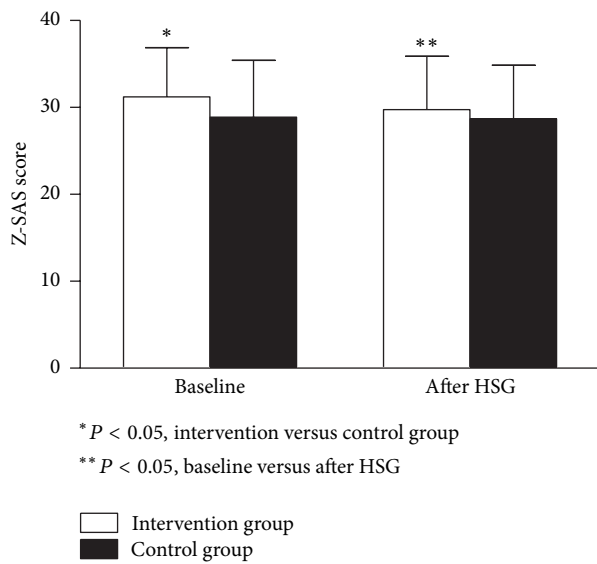 40
30
20
10
0
Z-SAS score
*
**
Baseline
After HSG
* P < 0.05, intervention versus control group
** P < 0.05, baseline versus after HSG
Intervention group
Control group